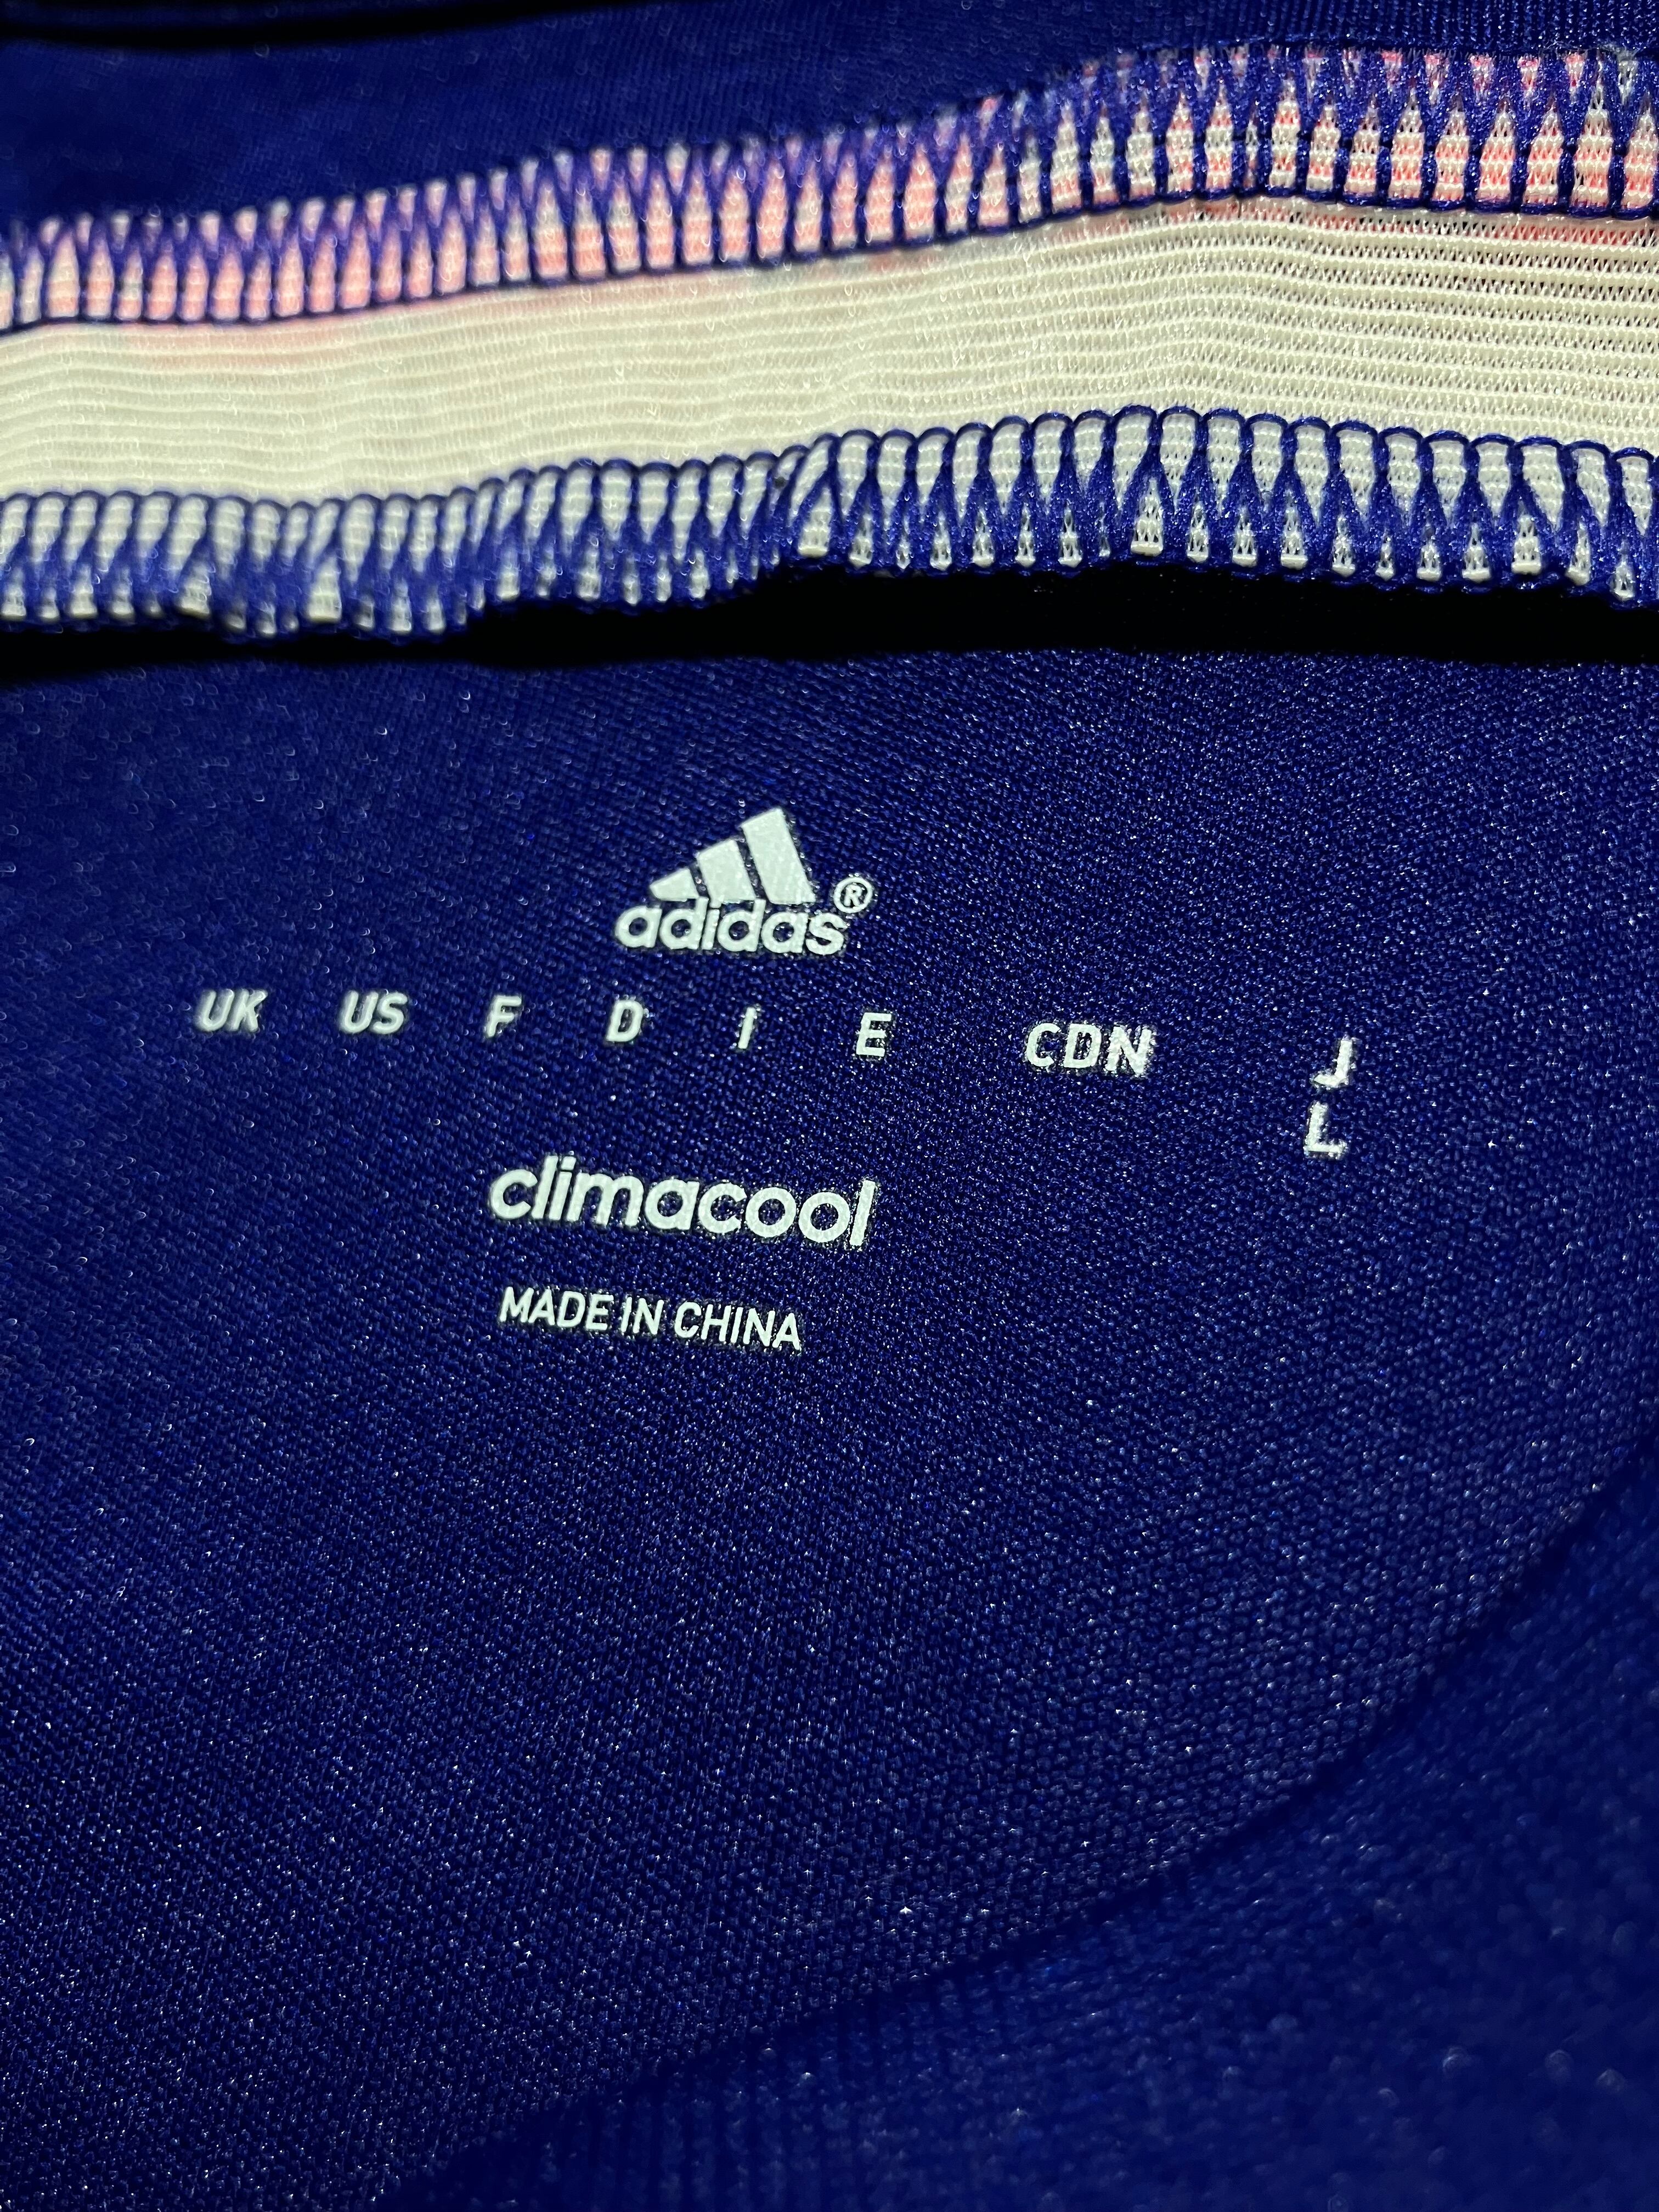 adidas®
UK US F D I E CDN J
L
climacool
MADE IN CHINA